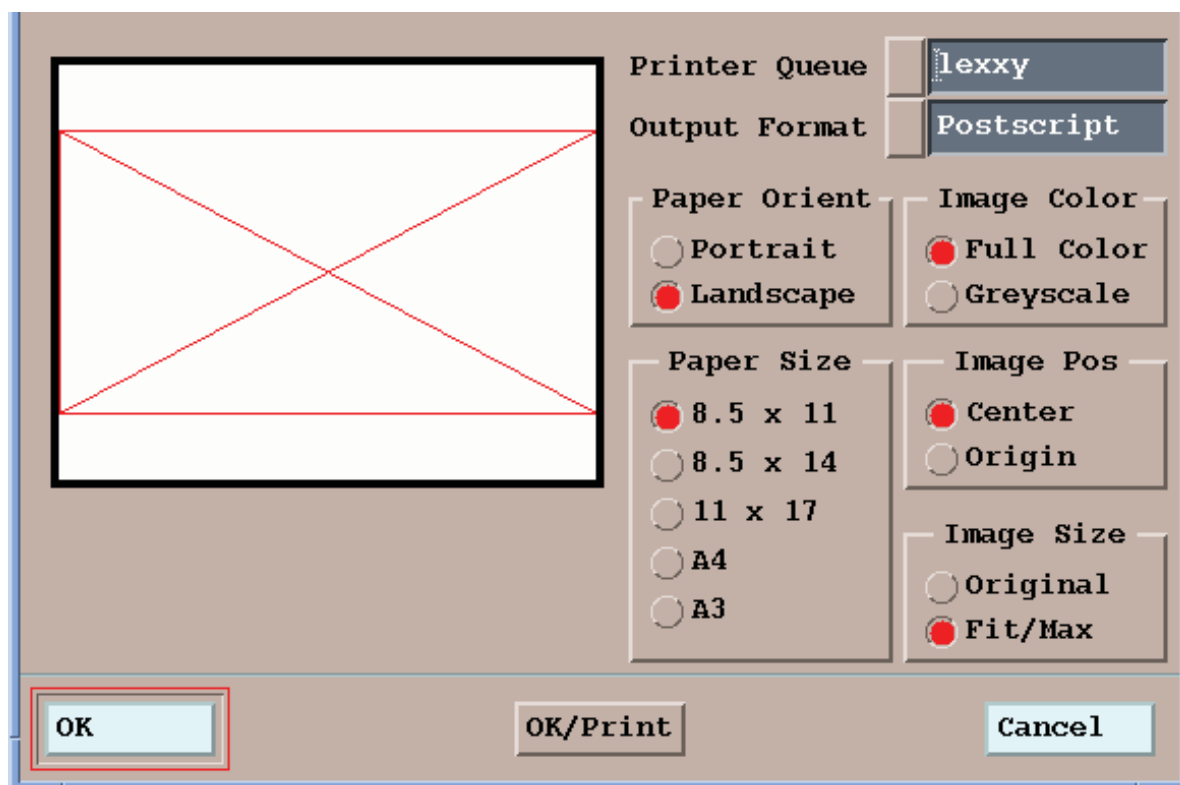 Printer Queue lexxy
Output Format Postscript
Paper Orient
Portrait
Landscape
Image Color
Full Color
Greyscale
Paper Size
8.5 x 11
8.5 x 14
11 x 17
A4
A3
Image Pos
Center
Origin
Image Size
Original
Fit/Max
OK
OK/Print
Cancel